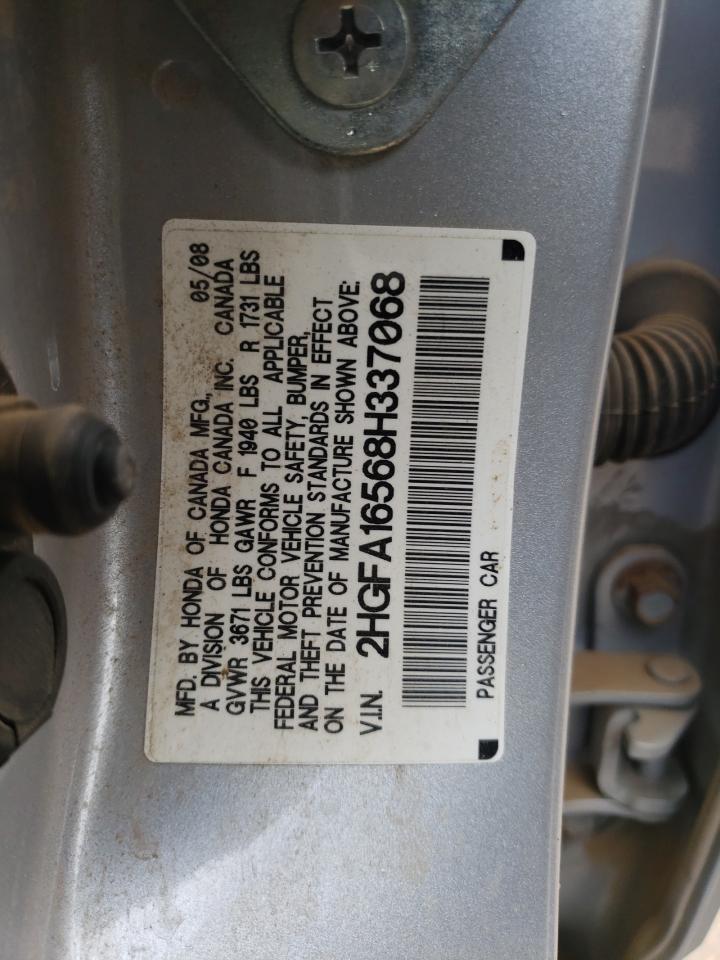 MFD. BY HONDA OF CANADA MFG., 05/08
A DIVISION OF HONDA CANADA INC. CANADA
GVWR 3671 LBS GAWR F 1940 LBS R 1731 LBS
THIS VEHICLE CONFORMS TO ALL APPLICABLE
FEDERAL MOTOR VEHICLE SAFETY, BUMPER,
AND THEFT PREVENTION STANDARDS IN EFFECT
ON THE DATE OF MANUFACTURE SHOWN ABOVE:
V.I.N. 2HGFA16568H337068
PASSENGER CAR